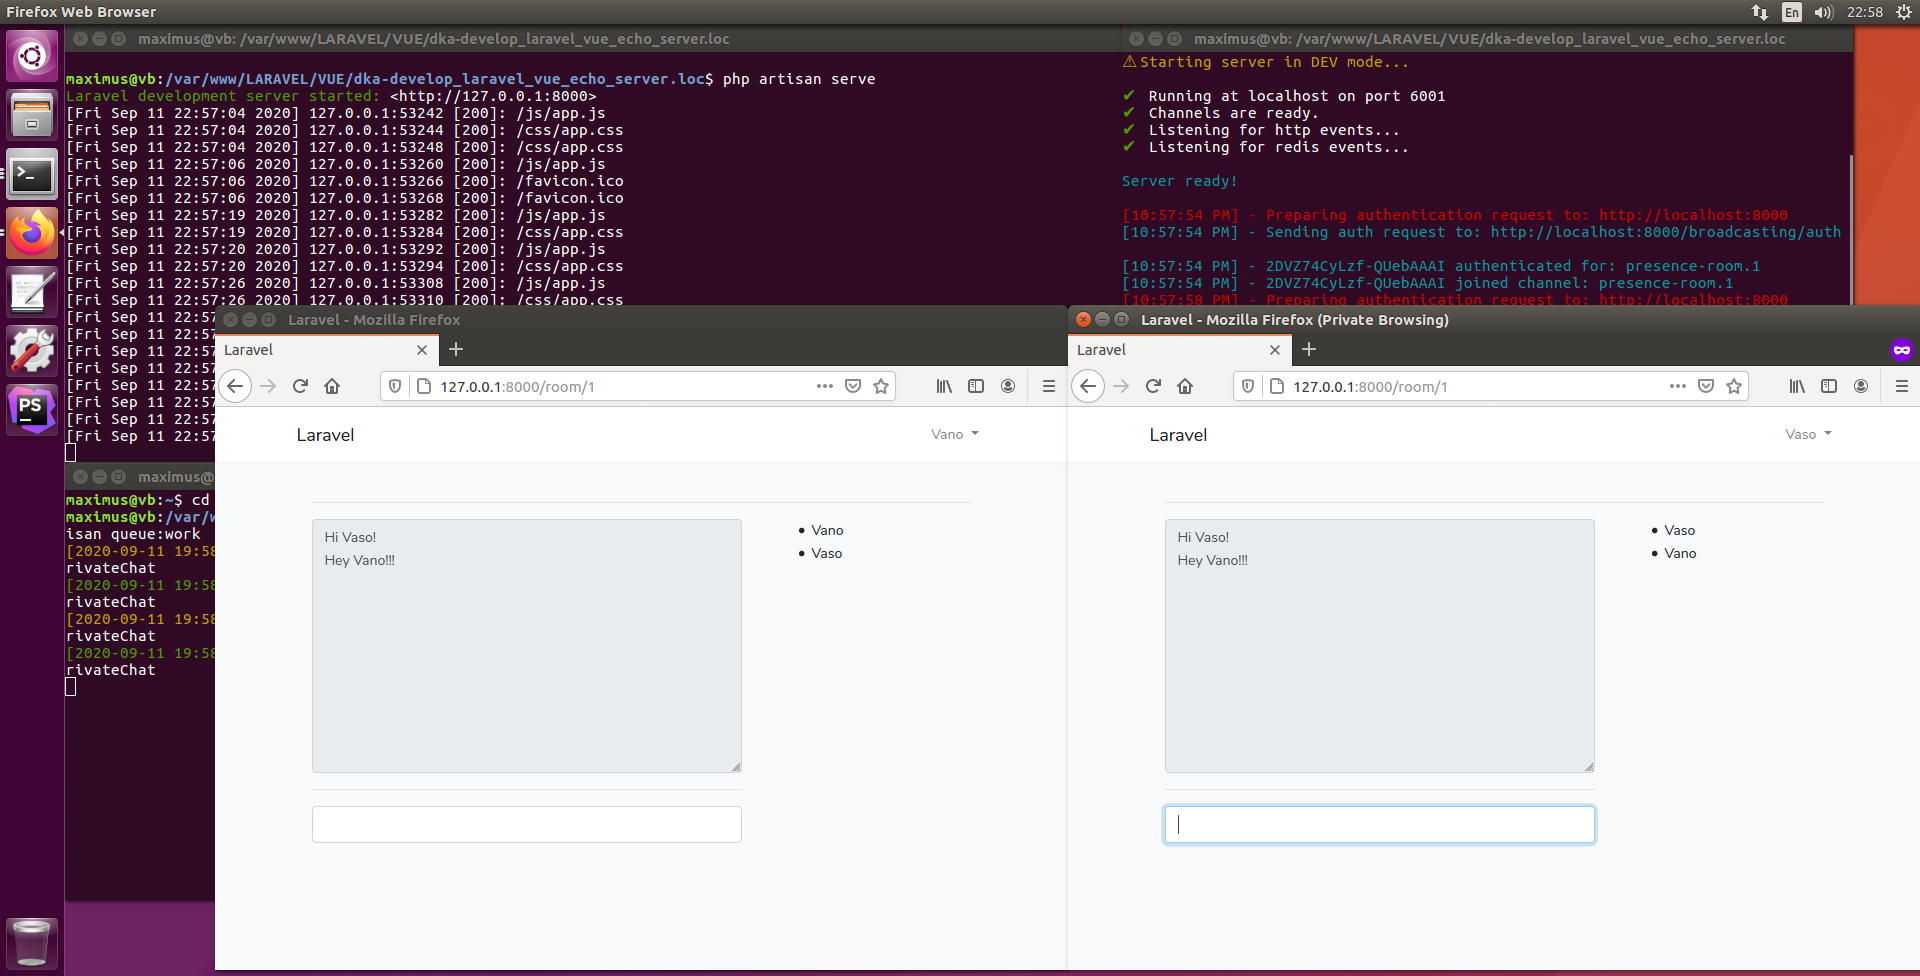 Firefox Web Browser
En
22:58
maximus@vb: /var/www/LARAVEL/VUE/dka-develop_laravel_vue_echo_server.loc
maximus@vb:/var/www/LARAVEL/VUE/dka-develop_laravel_vue_echo_server.loc$ php artisan serve
Laravel development server started: <http://127.0.0.1:8000>
[Fri Sep 11 22:57:04 2020] 127.0.0.1:53242 [200]: /js/app.js
[Fri Sep 11 22:57:04 2020] 127.0.0.1:53244 [200]: /css/app.css
[Fri Sep 11 22:57:04 2020] 127.0.0.1:53248 [200]: /css/app.css
[Fri Sep 11 22:57:06 2020] 127.0.0.1:53260 [200]: /js/app.js
[Fri Sep 11 22:57:06 2020] 127.0.0.1:53266 [200]: /favicon.ico
[Fri Sep 11 22:57:06 2020] 127.0.0.1:53268 [200]: /favicon.ico
[Fri Sep 11 22:57:19 2020] 127.0.0.1:53282 [200]: /js/app.js
[Fri Sep 11 22:57:19 2020] 127.0.0.1:53284 [200]: /css/app.css
[Fri Sep 11 22:57:20 2020] 127.0.0.1:53292 [200]: /js/app.js
[Fri Sep 11 22:57:20 2020] 127.0.0.1:53294 [200]: /css/app.css
[Fri Sep 11 22:57:26 2020] 127.0.0.1:53308 [200]: /js/app.js
[Fri Sep 11 22:57:26 2020] 127.0.0.1:53310 [200]: /css/app.css
[Fri Sep 11 22:57
[Fri Sep 11 22:57
[Fri Sep 11 22:57
[Fri Sep 11 22:57
[Fri Sep 11 22:57
[Fri Sep 11 22:57
[Fri Sep 11 22:57
[Fri Sep 11 22:57
maximus@vb: /var/www/LARAVEL/VUE/dka-develop_laravel_vue_echo_server.loc
⚠Starting server in DEV mode...
✔ Running at localhost on port 6001
✔ Channels are ready.
✔ Listening for http events...
✔ Listening for redis events...
Server ready!
[10:57:54 PM] - Preparing authentication request to: http://localhost:8000
[10:57:54 PM] - Sending auth request to: http://localhost:8000/broadcasting/auth
[10:57:54 PM] - 2DVZ74CyLzf-QUebAAAI authenticated for: presence-room.1
[10:57:54 PM] - 2DVZ74CyLzf-QUebAAAI joined channel: presence-room.1
[10:57:58 PM] - Preparing authentication request to: http://localhost:8000
PS
maximus@
maximus@vb:~$ cd
maximus@vb:/var/w
isan queue:work
[2020-09-11 19:58
rivateChat
[2020-09-11 19:58
rivateChat
[2020-09-11 19:58
rivateChat
[2020-09-11 19:58
rivateChat
Laravel - Mozilla Firefox
Laravel
127.0.0.1:8000/room/1
Laravel
Vano
Hi Vaso!
Hey Vano!!!
• Vano
• Vaso
Laravel - Mozilla Firefox (Private Browsing)
Laravel
127.0.0.1:8000/room/1
Laravel
Vaso
Hi Vaso!
Hey Vano!!!
• Vaso
• Vano